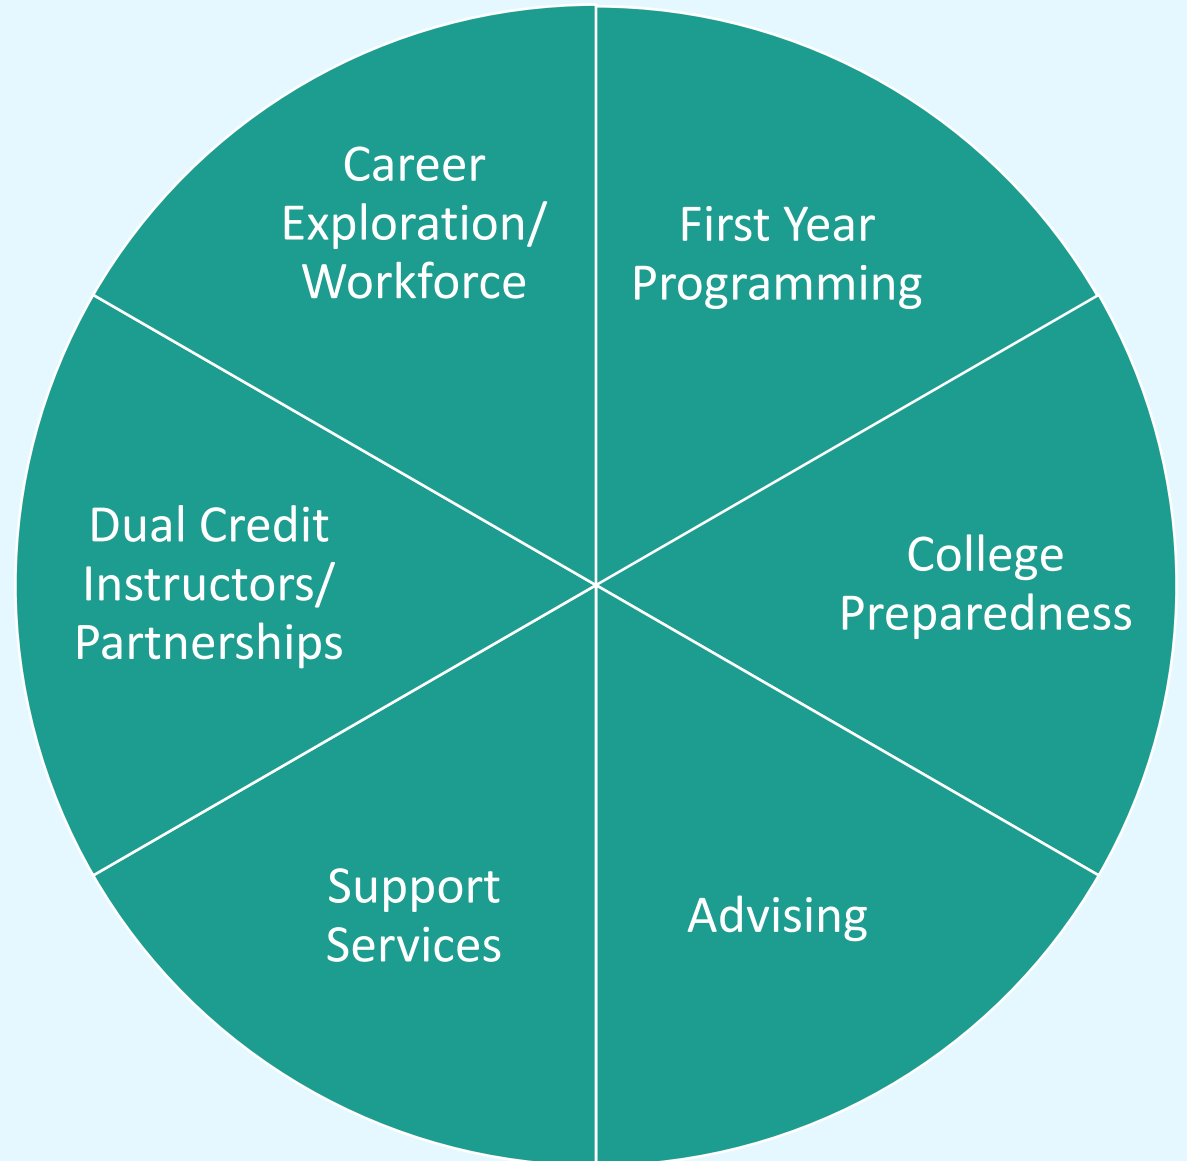 Career
Exploration/
Workforce
First Year
Programming
Dual Credit
Instructors/
Partnerships
College
Preparedness
Support
Services
Advising